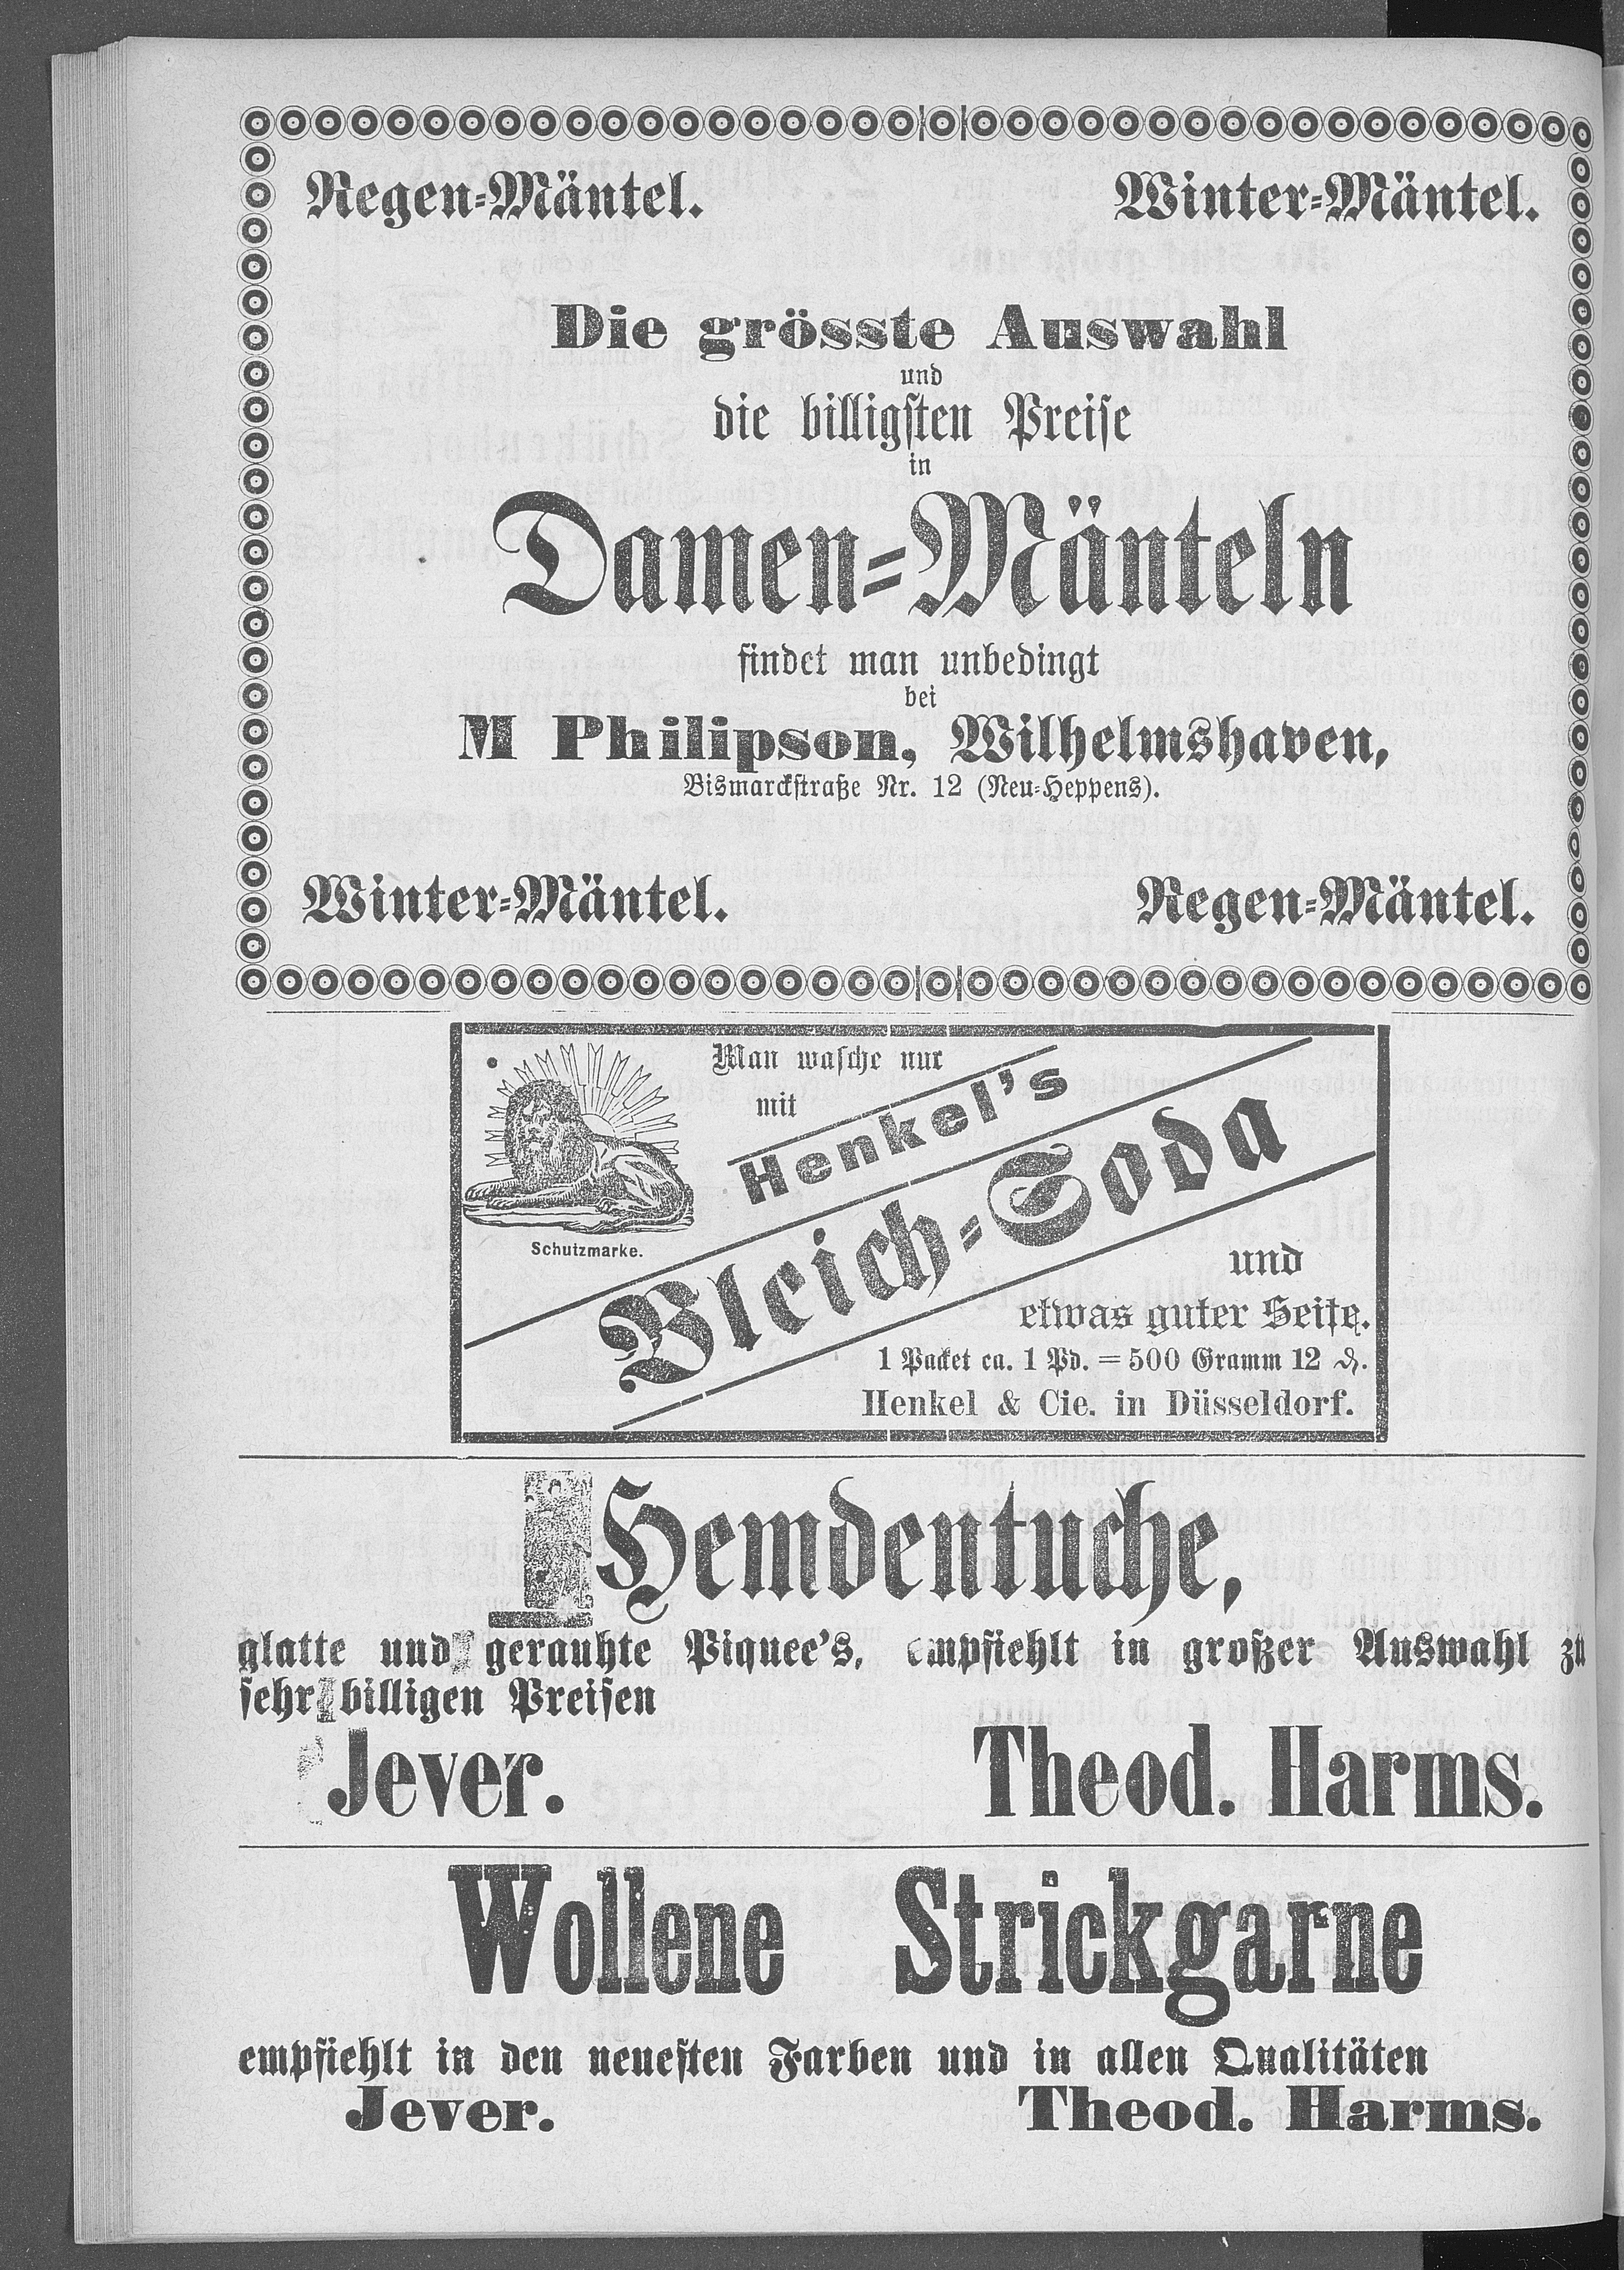 Regen-Mäntel. Winter-Mäntel.
Die grösste Auswahl
und
die billigsten Preise
in
Damen-Mänteln
findet man unbedingt
bei
M Philipson, Wilhelmshaven,
Bismarckstraße Nr. 12 (Neu-Heppens).
Winter-Mäntel. Regen-Mäntel.
Man wasche nur
mit
Henkel's
Bleich-Soda
Schutzmarke.
und
etwas guter Seife.
1 Packet ca. 1 Pd. = 500 Gramm 12 ₰.
Henkel & Cie. in Düsseldorf.
Hemdentuche,
glatte und gerauhte Piquee's, empfiehlt in großer Auswahl zu
sehr billigen Preisen
Jever. Theod. Harms.
Wollene Strickgarne
empfiehlt in den neuesten Farben und in allen Qualitäten
Jever. Theod. Harms.